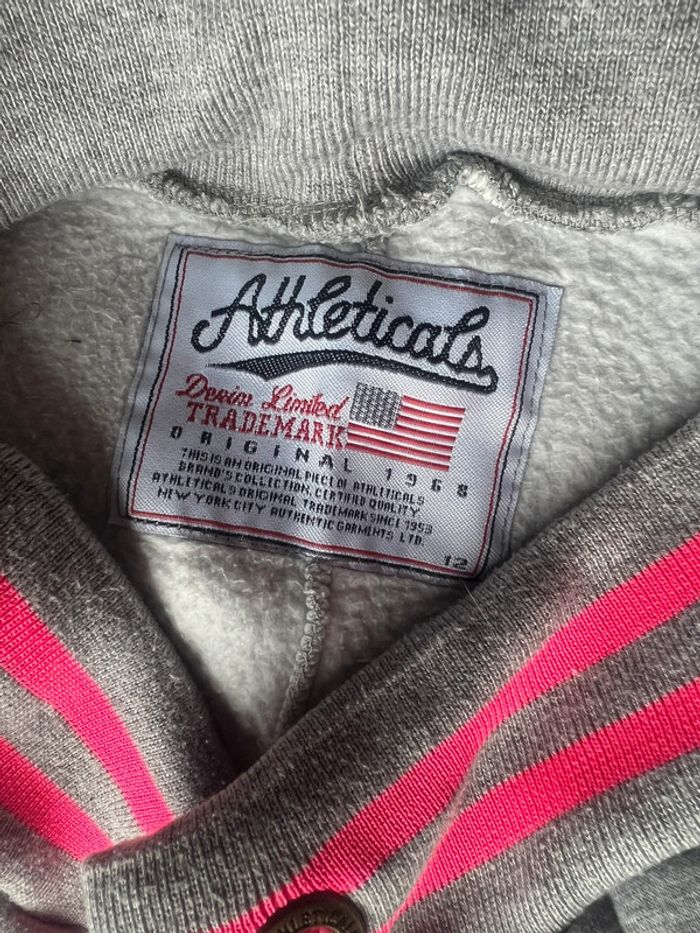 Athleticals
Denim Limited
TRADEMARK
ORIGINAL 1968
THIS IS AN ORIGINAL PIECE OF ATHLETICALS
BRAND'S COLLECTION, CERTIFIED QUALITY
ATHLETICALS ORIGINAL TRADEMARK SINCE 1953
NEW YORK CITY AUTHENTIC GARMENTS LTD.
12